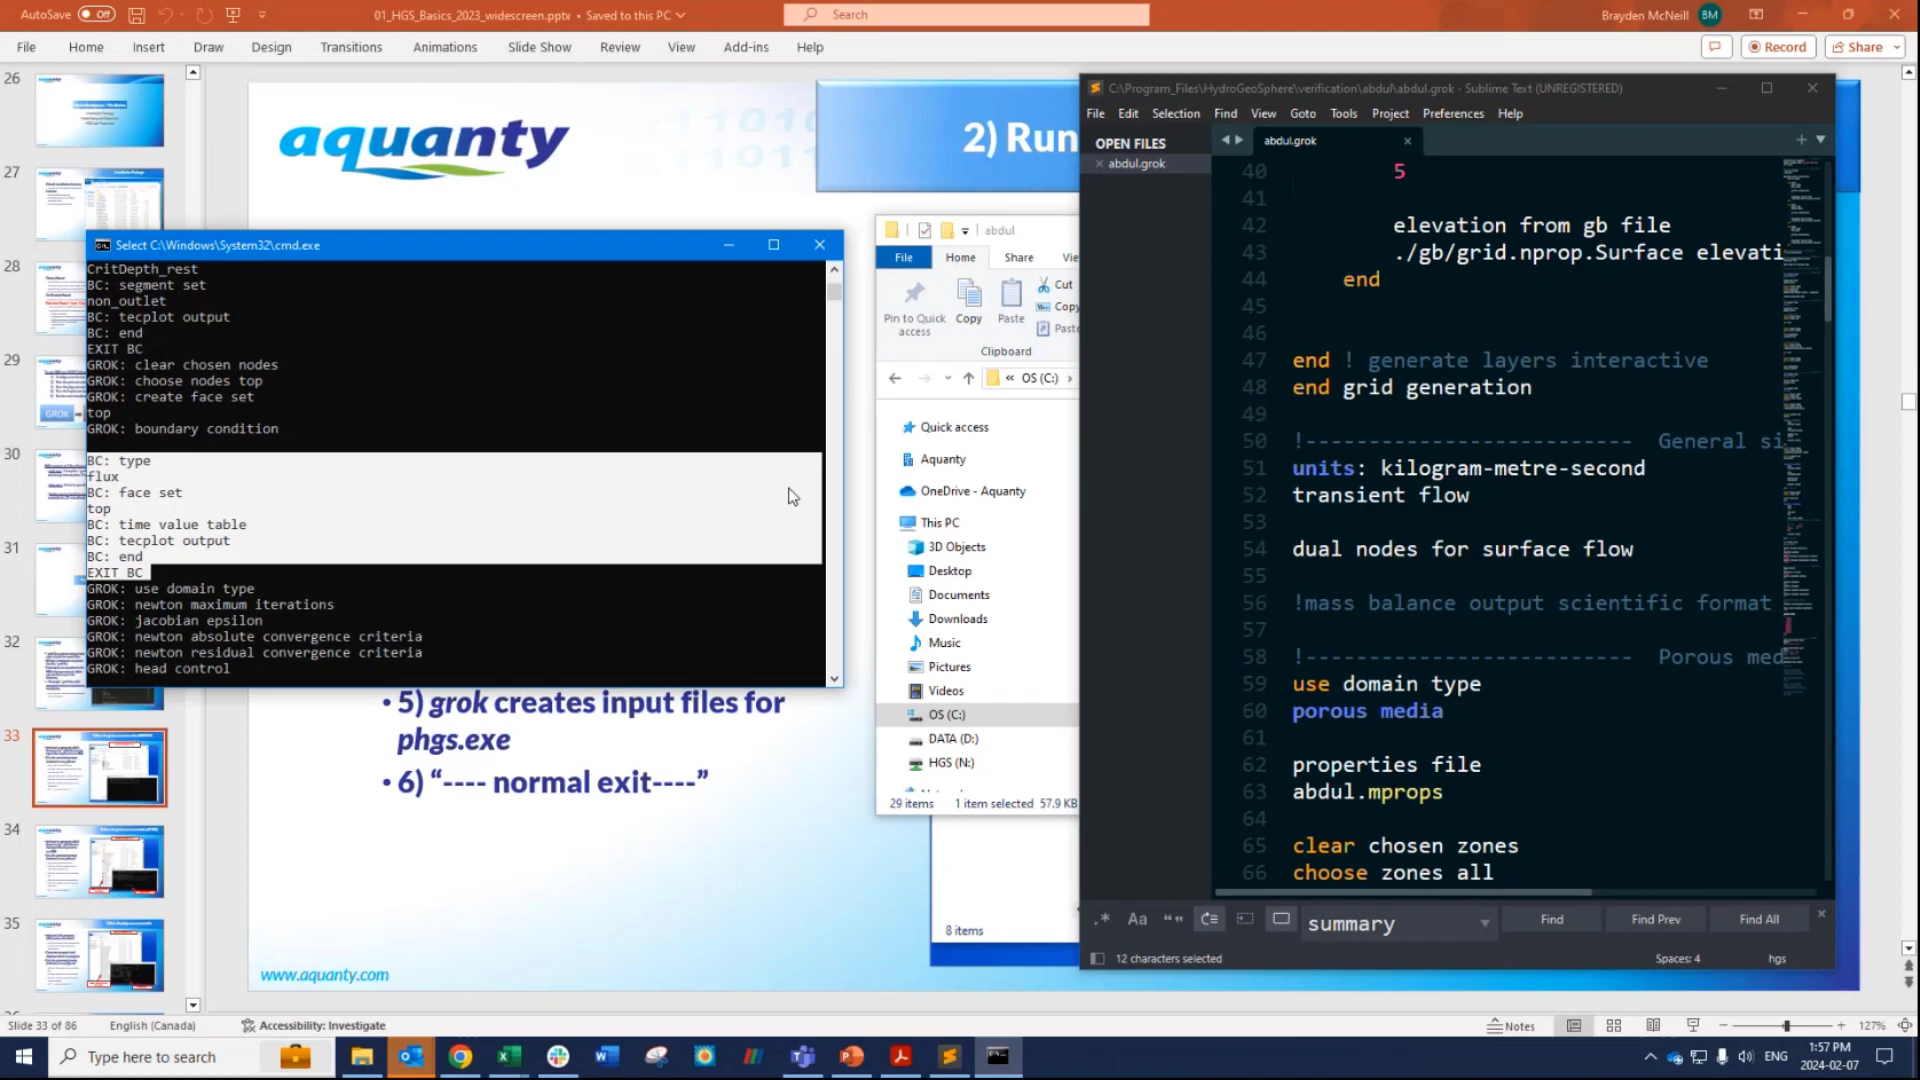 AutoSave Off
01_HGS_Basics_2023_widescreen.pptx • Saved to this PC
Search
Brayden McNeill BM
File Home Insert Draw Design Transitions Animations Slide Show Review View Add-ins Help
Record Share
26
27
28
29
30
31
32
33
34
35
GROK
aquanty
2) Run
• 5) grok creates input files for
phgs.exe
• 6) “---- normal exit----”
www.aquanty.com
Select C:\Windows\System32\cmd.exe
CritDepth_rest
BC: segment set
non_outlet
BC: tecplot output
BC: end
EXIT BC
GROK: clear chosen nodes
GROK: choose nodes top
GROK: create face set
top
GROK: boundary condition
BC: type
flux
BC: face set
top
BC: time value table
BC: tecplot output
BC: end
EXIT BC
GROK: use domain type
GROK: newton maximum iterations
GROK: jacobian epsilon
GROK: newton absolute convergence criteria
GROK: newton residual convergence criteria
GROK: head control
abdul
File Home Share Vie
Pin to Quick
access
Copy Paste
Cut
Copy
Paste
Clipboard
« OS (C:)
Quick access
Aquanty
OneDrive - Aquanty
This PC
3D Objects
Desktop
Documents
Downloads
Music
Pictures
Videos
OS (C:)
DATA (D:)
HGS (N:)
29 items 1 item selected 57.9 KB
8 items
C:\Program_Files\HydroGeoSphere\verification\abdul\abdul.grok - Sublime Text (UNREGISTERED)
File Edit Selection Find View Goto Tools Project Preferences Help
OPEN FILES
abdul.grok
abdul.grok
40 5
41
42 elevation from gb file
43 ./gb/grid.nprop.Surface elevati
44 end
45
46
47 end ! generate layers interactive
48 end grid generation
49
50 !--------------------------- General si
51 units: kilogram-metre-second
52 transient flow
53
54 dual nodes for surface flow
55
56 !mass balance output scientific format
57
58 !--------------------------- Porous med
59 use domain type
60 porous media
61
62 properties file
63 abdul.mprops
64
65 clear chosen zones
66 choose zones all
.* Aa “” summary Find Find Prev Find All
12 characters selected Spaces: 4 hgs
Slide 33 of 86 English (Canada) Accessibility: Investigate Notes 127%
Type here to search
ENG
1:57 PM
2024-02-07